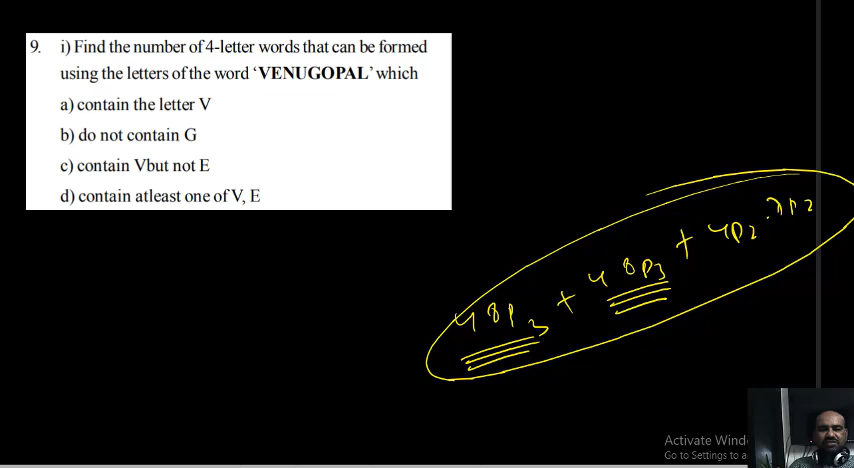 9. i) Find the number of 4-letter words that can be formed
using the letters of the word ‘VENUGOPAL’ which
a) contain the letter V
b) do not contain G
c) contain Vbut not E
d) contain atleast one of V, E
4 8P3 + 4 8P3 + 4P2 . 7P2
Activate Wind
Go to Settings to a